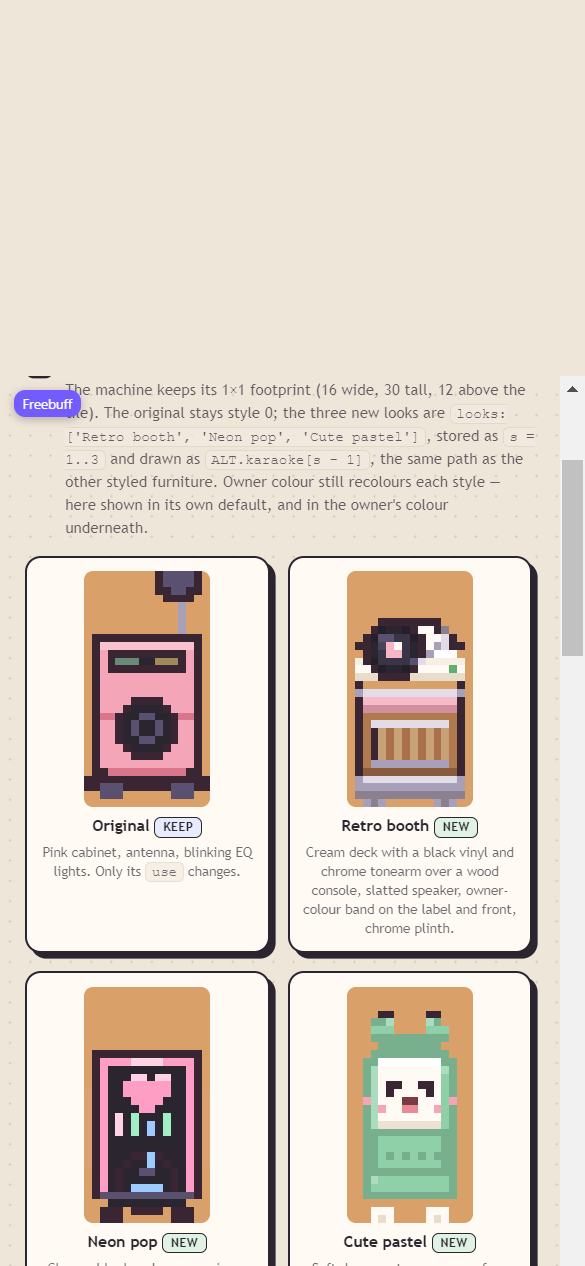 The machine keeps its 1×1 footprint (16 wide, 30 tall, 12 above the
Freebuff
tile). The original stays style 0; the three new looks are looks:
['Retro booth', 'Neon pop', 'Cute pastel'], stored as s =
1..3 and drawn as ALT.karaoke[s - 1], the same path as the
other styled furniture. Owner colour still recolours each style —
here shown in its own default, and in the owner's colour
underneath.
Original KEEP
Pink cabinet, antenna, blinking EQ
lights. Only its use changes.
Retro booth NEW
Cream deck with a black vinyl and
chrome tonearm over a wood
console, slatted speaker, owner-
colour band on the label and front,
chrome plinth.
Neon pop NEW
Cute pastel NEW